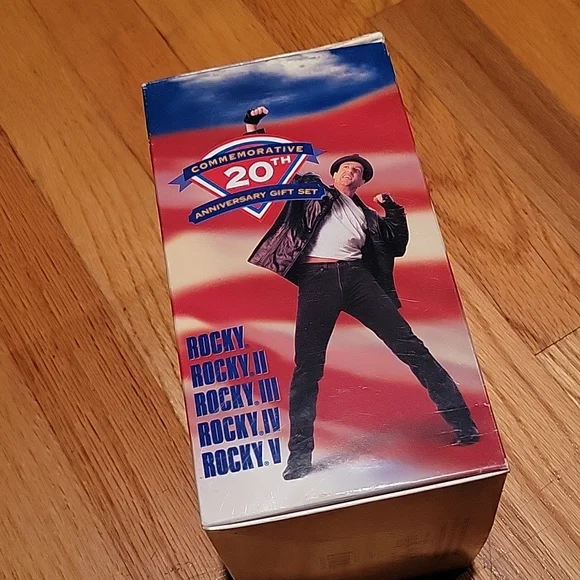 COMMEMORATIVE
20TH
ANNIVERSARY GIFT SET
ROCKY
ROCKY II
ROCKY III
ROCKY IV
ROCKY V